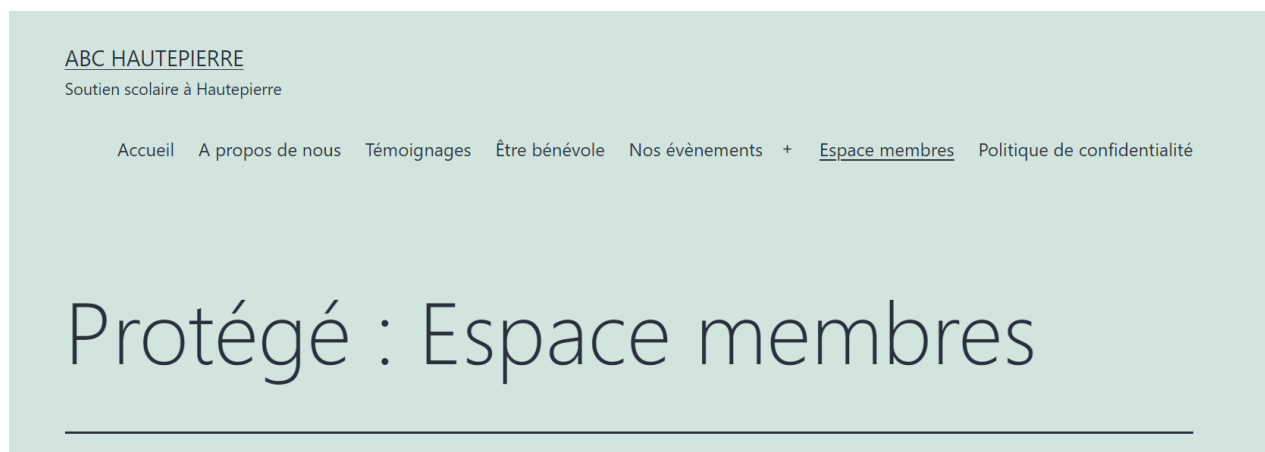 ABC HAUTEPIERRE
Soutien scolaire à Hautepierre
Accueil A propos de nous Témoignages Être bénévole Nos évènements + Espace membres Politique de confidentialité
Protégé : Espace membres